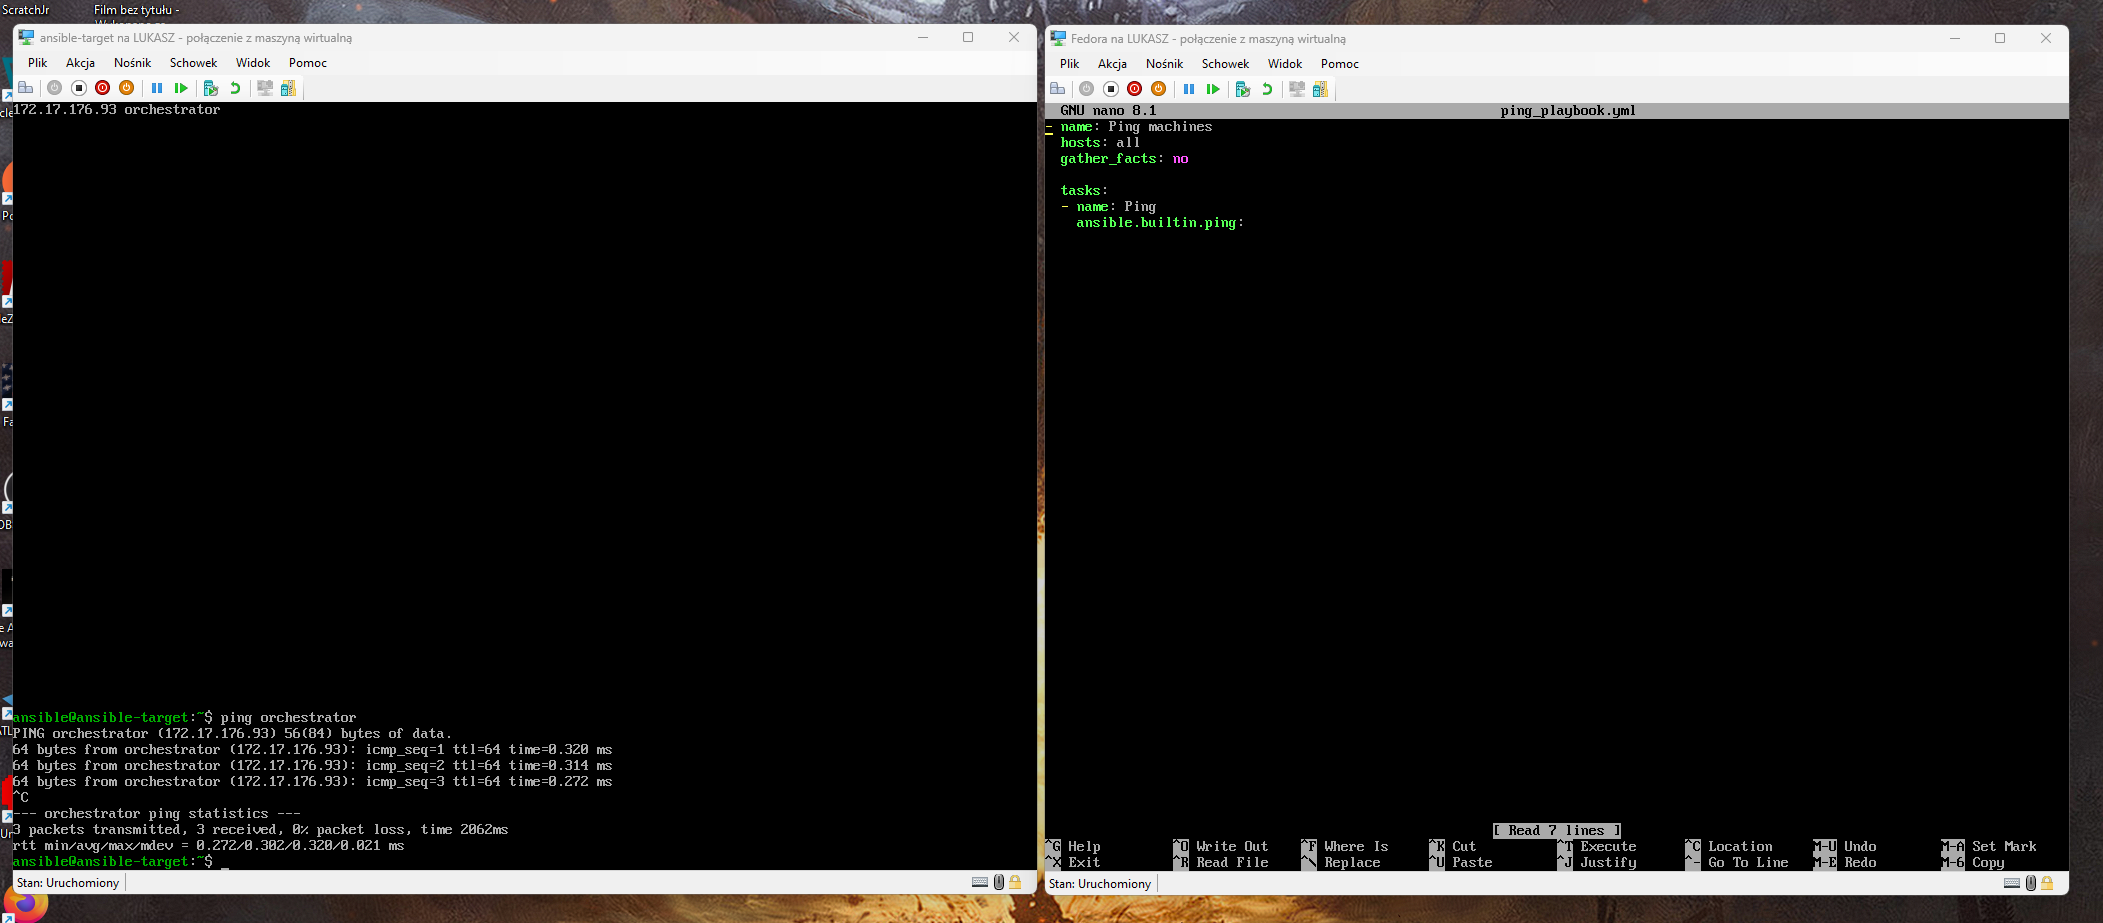 ScratchJr
Film bez tytułu -
ansible-target na LUKASZ - połączenie z maszyną wirtualną
Plik Akcja Nośnik Schowek Widok Pomoc
172.17.176.93 orchestrator
ansible@ansible-target:~$ ping orchestrator
PING orchestrator (172.17.176.93) 56(84) bytes of data.
64 bytes from orchestrator (172.17.176.93): icmp_seq=1 ttl=64 time=0.320 ms
64 bytes from orchestrator (172.17.176.93): icmp_seq=2 ttl=64 time=0.314 ms
64 bytes from orchestrator (172.17.176.93): icmp_seq=3 ttl=64 time=0.272 ms
^C
--- orchestrator ping statistics ---
3 packets transmitted, 3 received, 0% packet loss, time 2062ms
rtt min/avg/max/mdev = 0.272/0.302/0.320/0.021 ms
ansible@ansible-target:~$
Stan: Uruchomiony
Fedora na LUKASZ - połączenie z maszyną wirtualną
Plik Akcja Nośnik Schowek Widok Pomoc
GNU nano 8.1 ping_playbook.yml
- name: Ping machines
  hosts: all
  gather_facts: no
  tasks:
  - name: Ping
    ansible.builtin.ping:
[ Read 7 lines ]
^G Help ^O Write Out ^F Where Is ^K Cut ^T Execute ^C Location M-U Undo M-A Set Mark
^X Exit ^R Read File ^\ Replace ^U Paste ^J Justify ^- Go To Line M-E Redo M-6 Copy
Stan: Uruchomiony